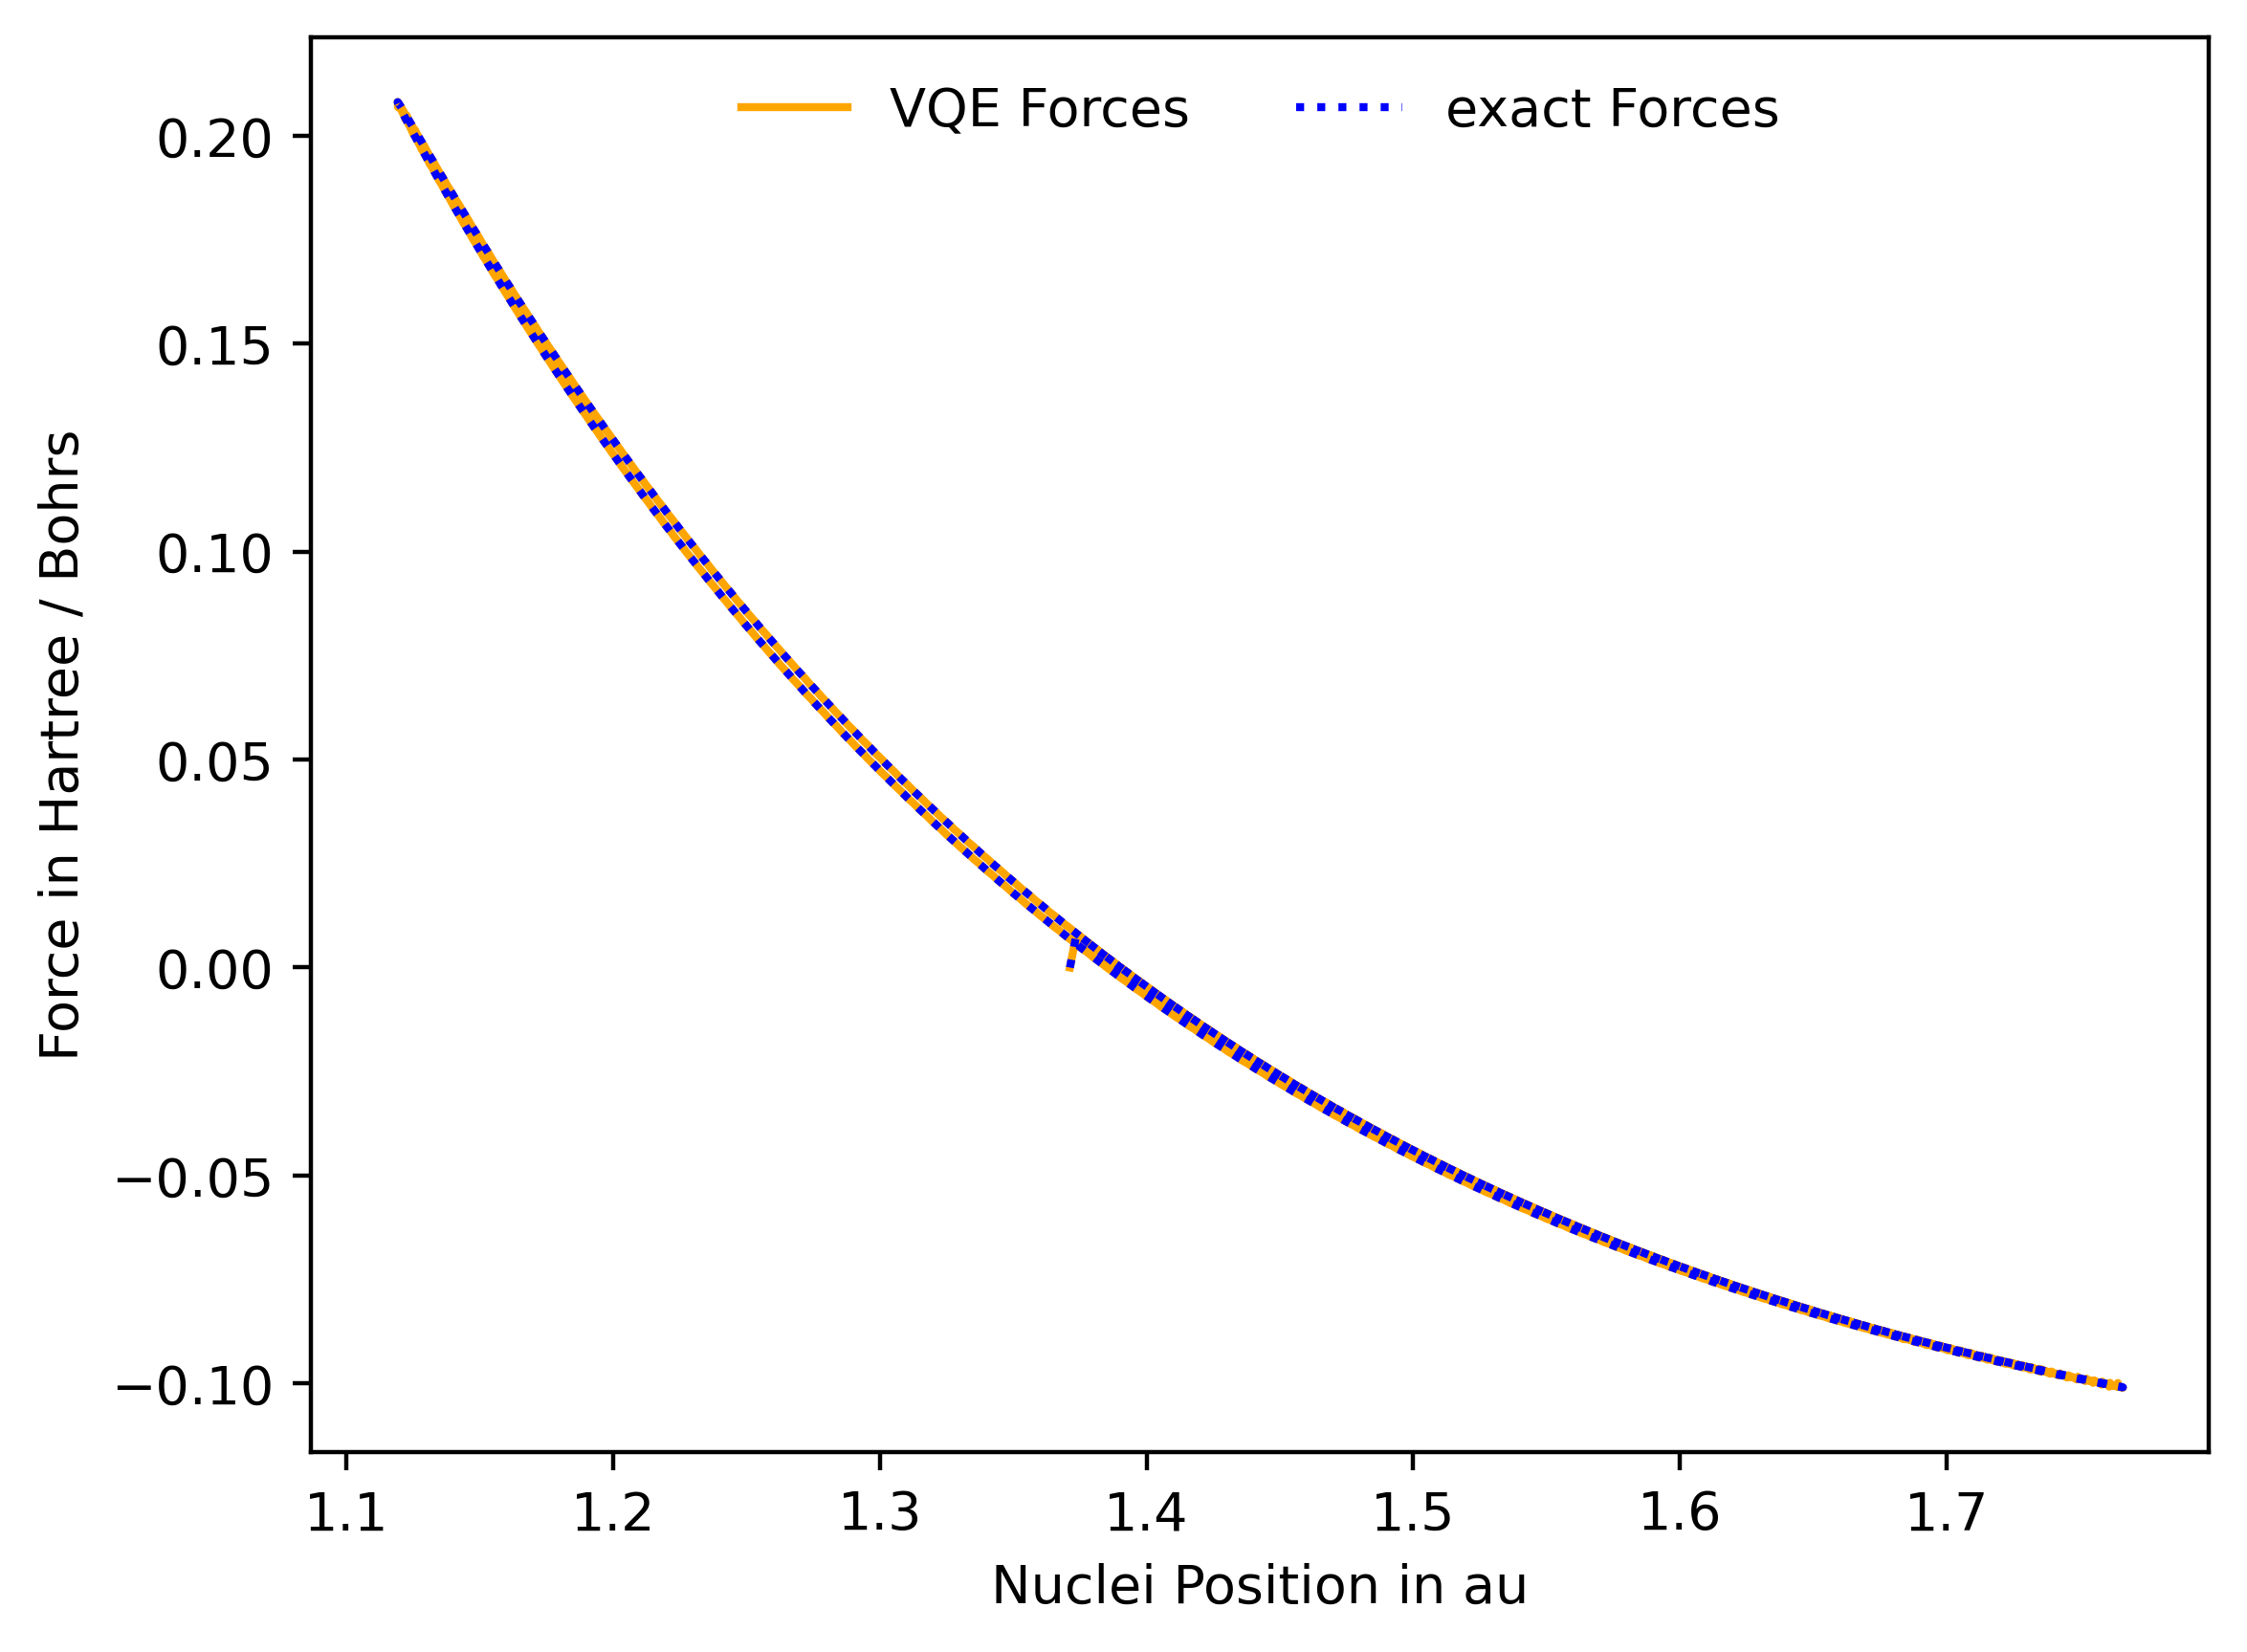 VQE Forces exact Forces
0.20
0.15
0.10
0.05
0.00
−0.05
−0.10
Force in Hartree / Bohrs
1.1 1.2 1.3 1.4 1.5 1.6 1.7
Nuclei Position in au